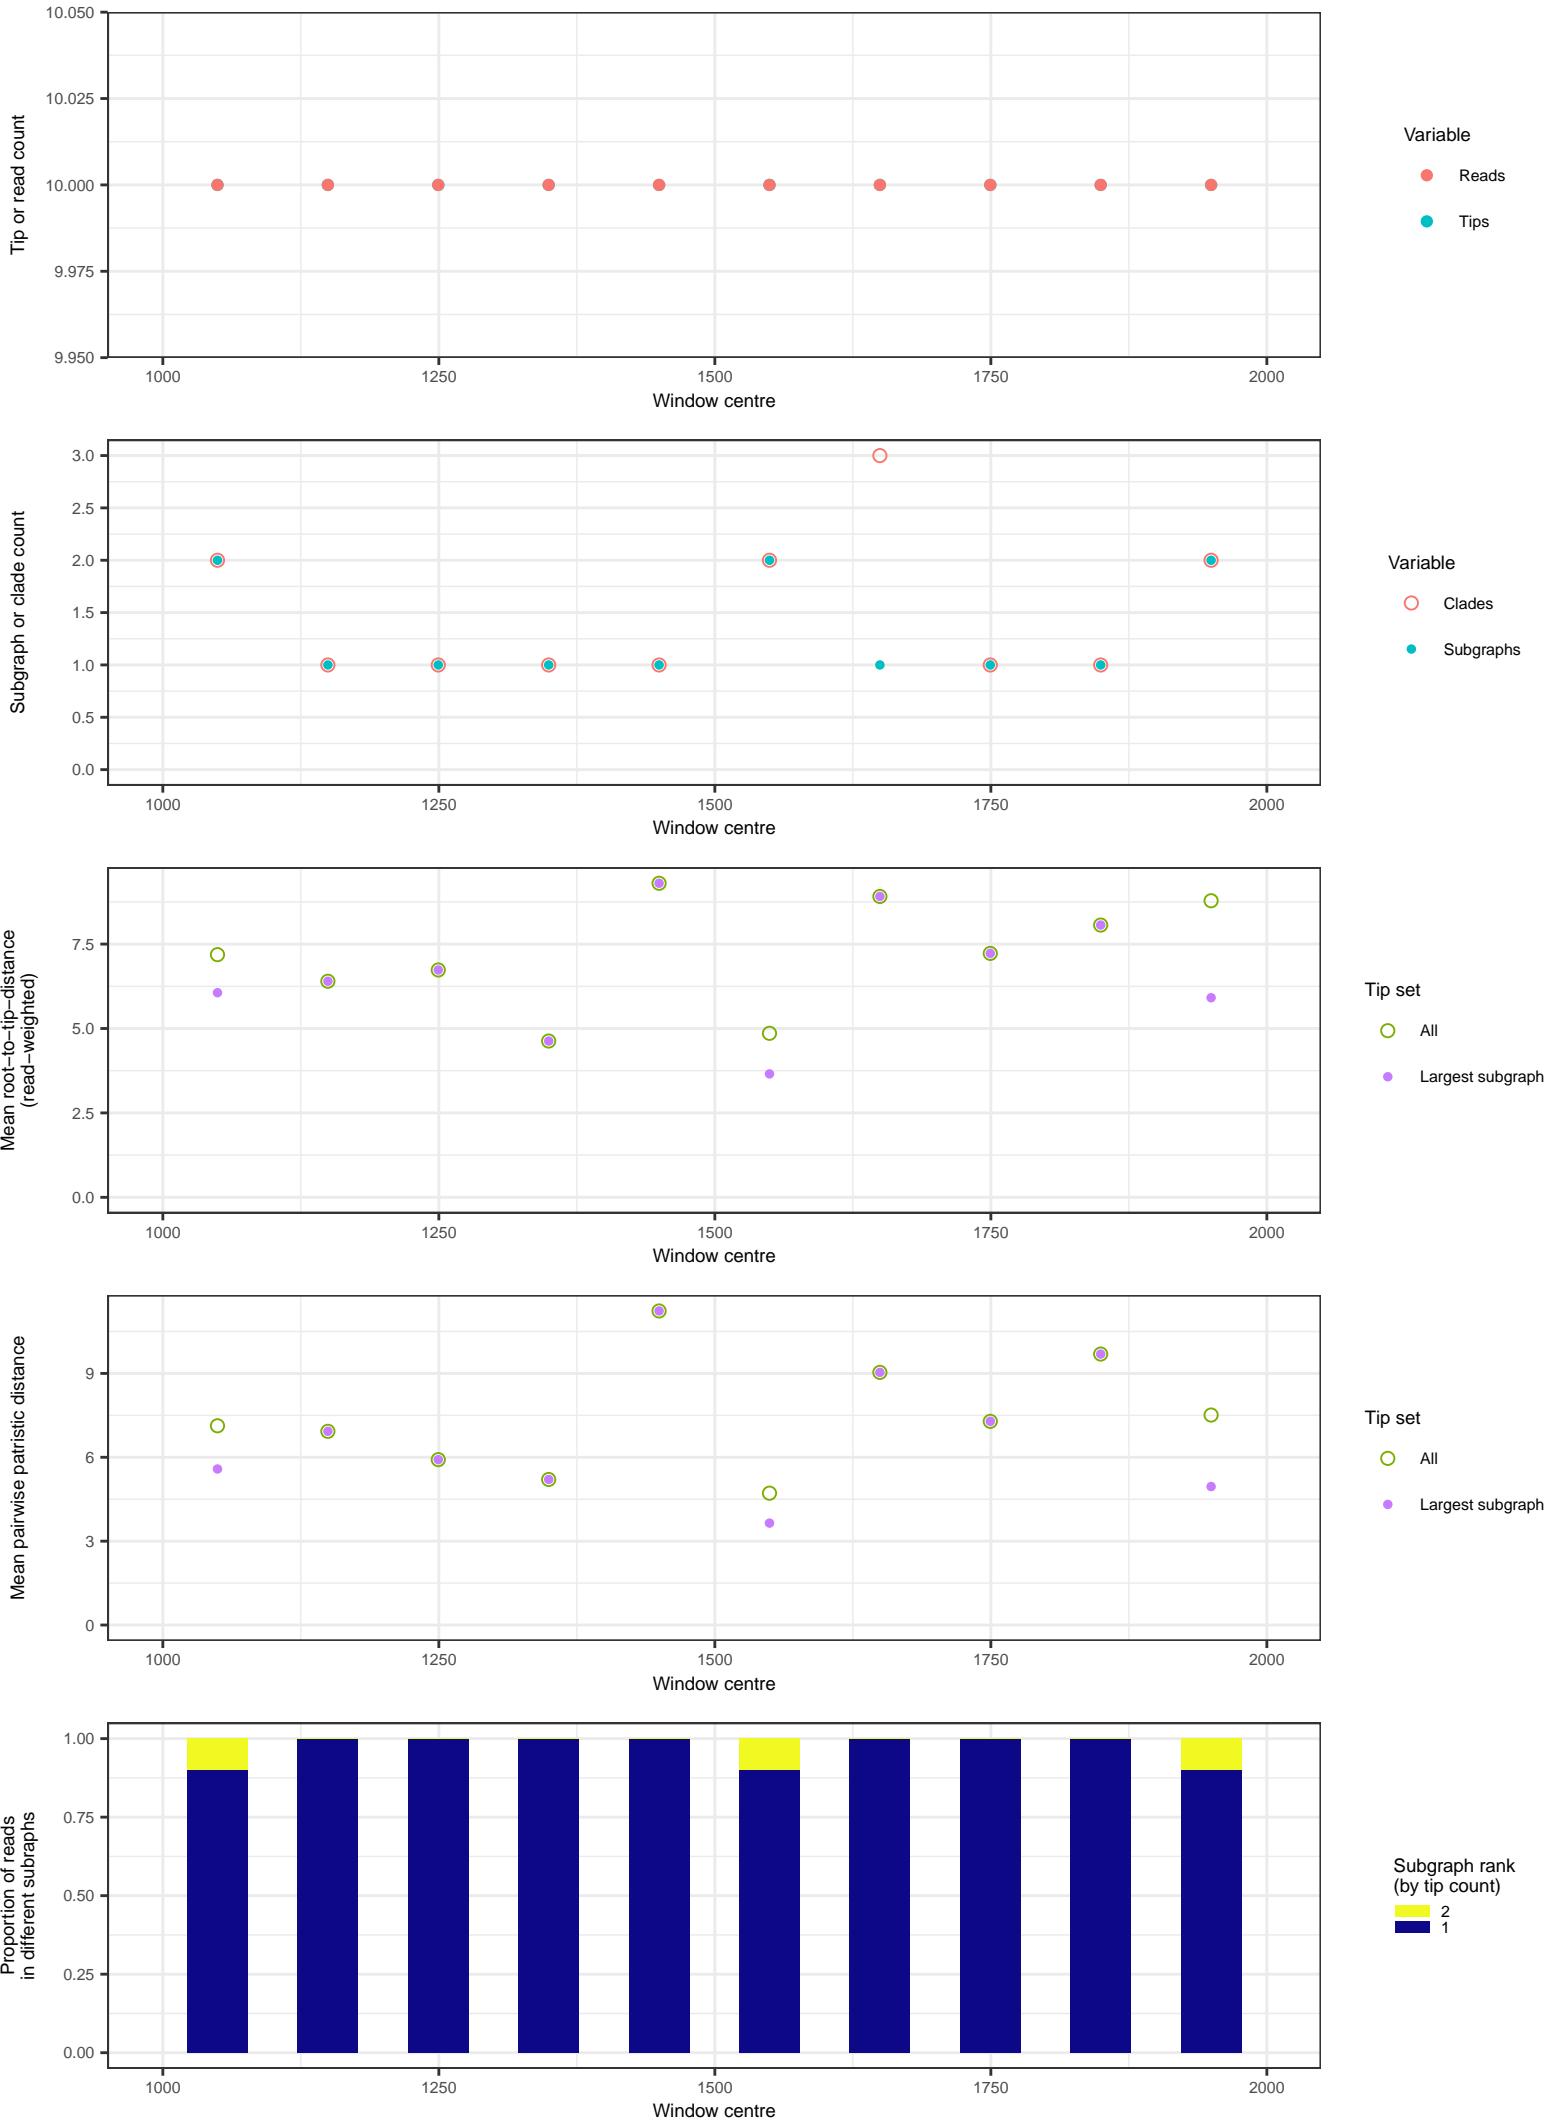 10.050
10.025
10.000
9.975
9.950
Tip or read count
1000 1250 1500 1750 2000
Window centre
Variable
Reads
Tips
3.0
2.5
2.0
1.5
1.0
0.5
0.0
Subgraph or clade count
1000 1250 1500 1750 2000
Window centre
Variable
Clades
Subgraphs
7.5
5.0
2.5
0.0
Mean root−to−tip−distance
(read−weighted)
1000 1250 1500 1750 2000
Window centre
Tip set
All
Largest subgraph
9
6
3
0
Mean pairwise patristic distance
1000 1250 1500 1750 2000
Window centre
Tip set
All
Largest subgraph
1.00
0.75
0.50
0.25
0.00
Proportion of reads
in different subraphs
1000 1250 1500 1750 2000
Window centre
Subgraph rank
(by tip count)
2
1